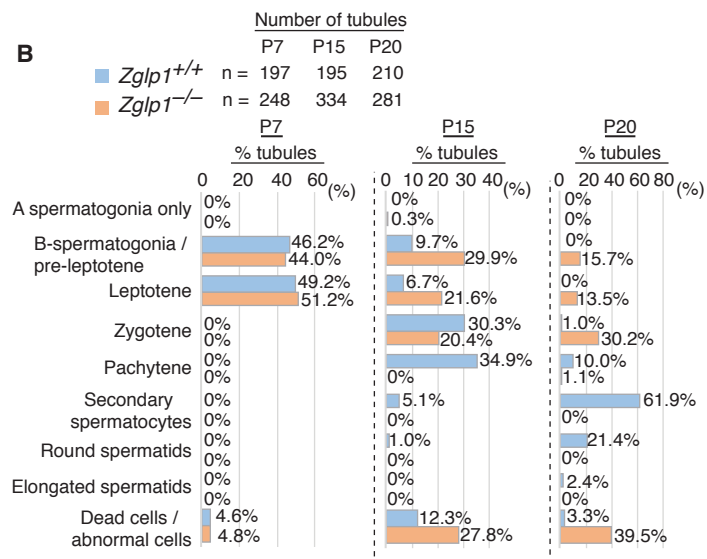 B
Number of tubules
P7 P15 P20
Zglp1+/+ n = 197 195 210
Zglp1−/− n = 248 334 281
P7 P15 P20
% tubules % tubules % tubules
0 20 40 60 (%) 0 10 20 30 40 (%) 0 20 40 60 80 (%)
A spermatogonia only 0% 0% 0%
0% 0.3% 0%
B-spermatogonia / 46.2% 9.7% 0%
pre-leptotene 44.0% 29.9% 15.7%
Leptotene 49.2% 6.7% 0%
51.2% 21.6% 13.5%
Zygotene 0% 30.3% 1.0%
0% 20.4% 30.2%
Pachytene 0% 34.9% 10.0%
0% 0% 1.1%
Secondary 0% 5.1% 61.9%
spermatocytes 0% 0% 0%
Round spermatids 0% 1.0% 21.4%
0% 0% 0%
Elongated spermatids 0% 0% 2.4%
0% 0% 0%
Dead cells / 4.6% 12.3% 3.3%
abnormal cells 4.8% 27.8% 39.5%